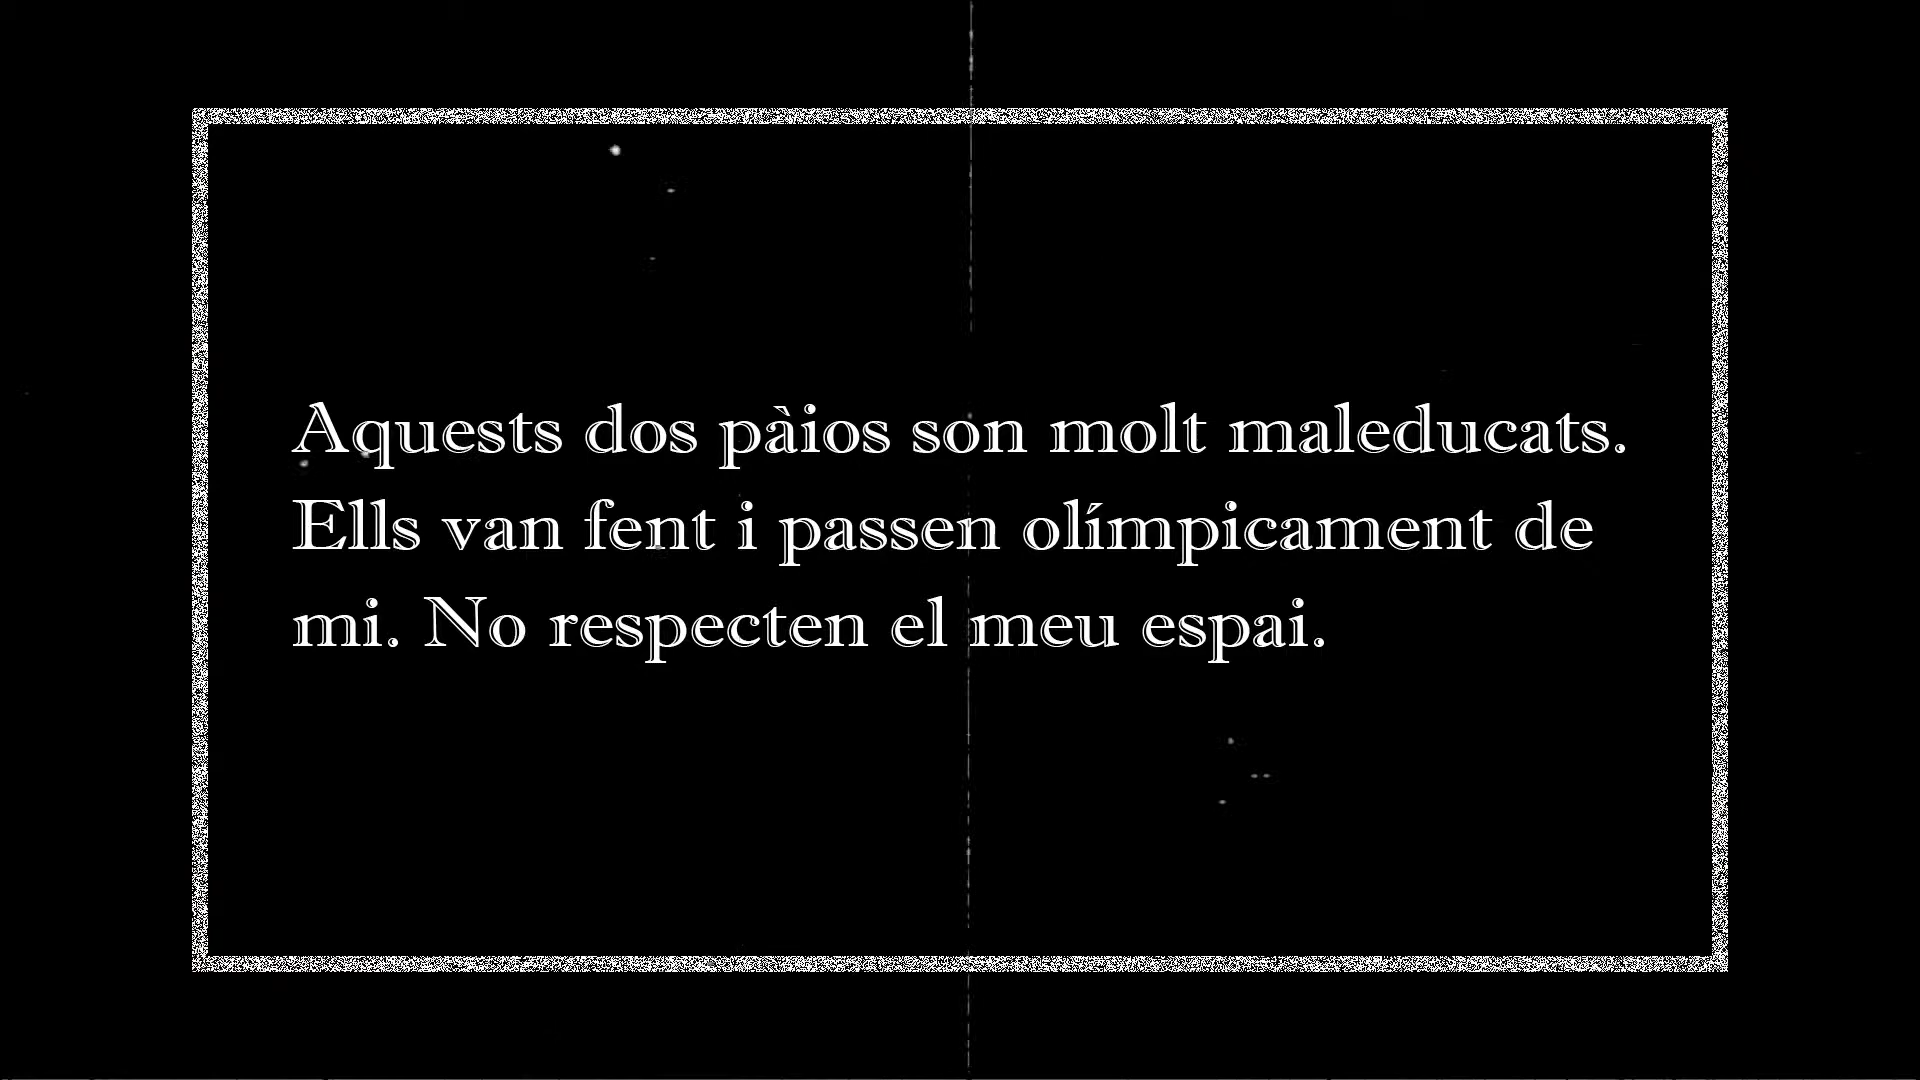 Aquests dos pàios son molt maleducats.
Ells van fent i passen olímpicament de
mi. No respecten el meu espai.